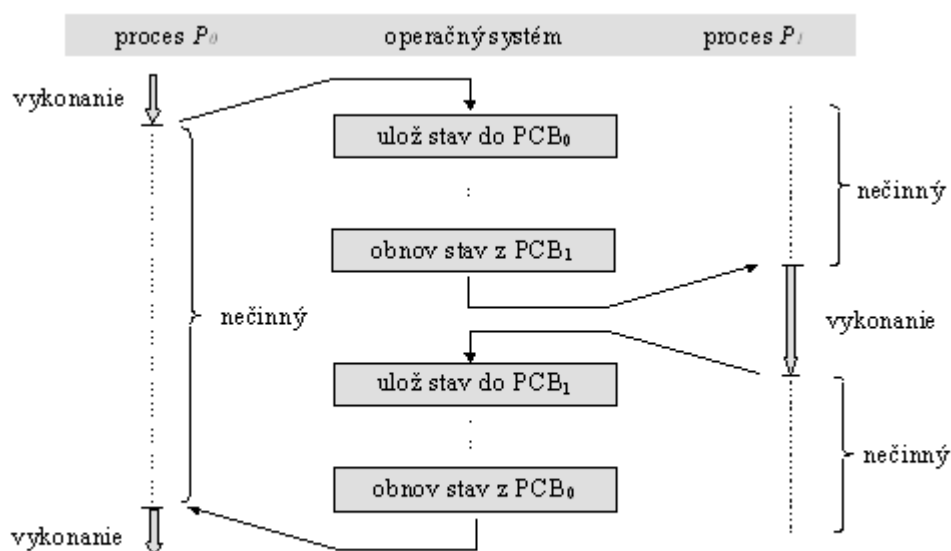 proces P₀ operačný systém proces P₁
vykonanie
ulož stav do PCB₀
nečinný
:
obnov stav z PCB₁
nečinný
vykonanie
ulož stav do PCB₁
:
nečinný
obnov stav z PCB₀
vykonanie